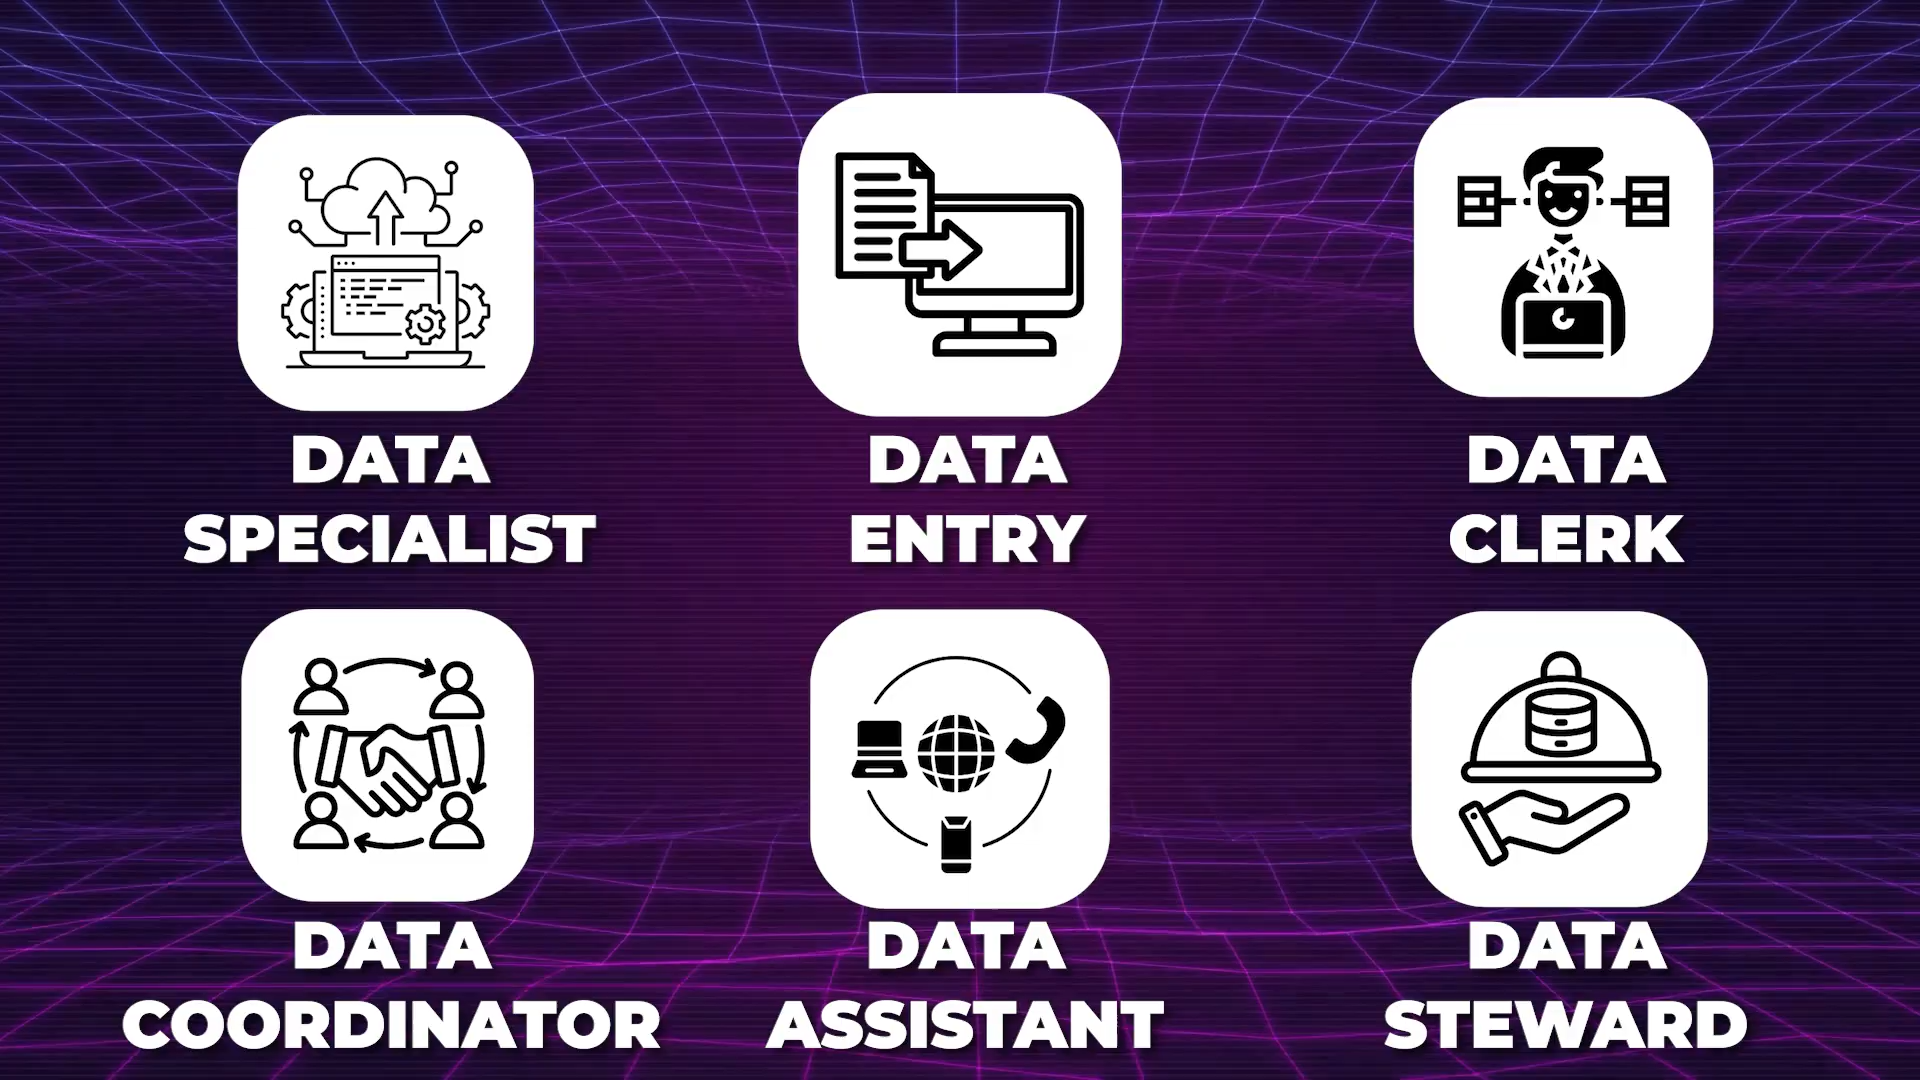 DATA
SPECIALIST
DATA
ENTRY
DATA
CLERK
DATA
COORDINATOR
DATA
ASSISTANT
DATA
STEWARD